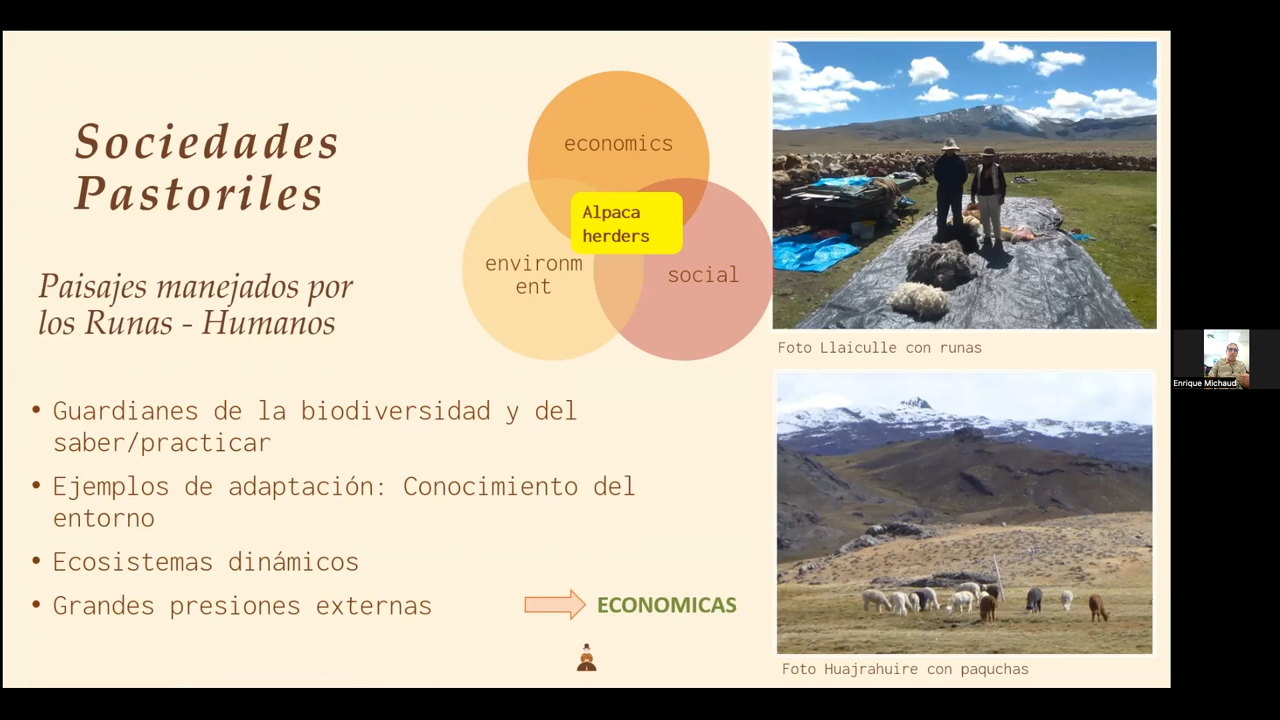 Sociedades
Pastoriles
Paisajes manejados por
los Runas - Humanos
economics
Alpaca
herders
environm
ent
social
• Guardianes de la biodiversidad y del
saber/practicar
• Ejemplos de adaptación: Conocimiento del
entorno
• Ecosistemas dinámicos
• Grandes presiones externas
ECONOMICAS
Foto Llaiculle con runas
Foto Huajrahuire con paquchas
Enrique Michaud